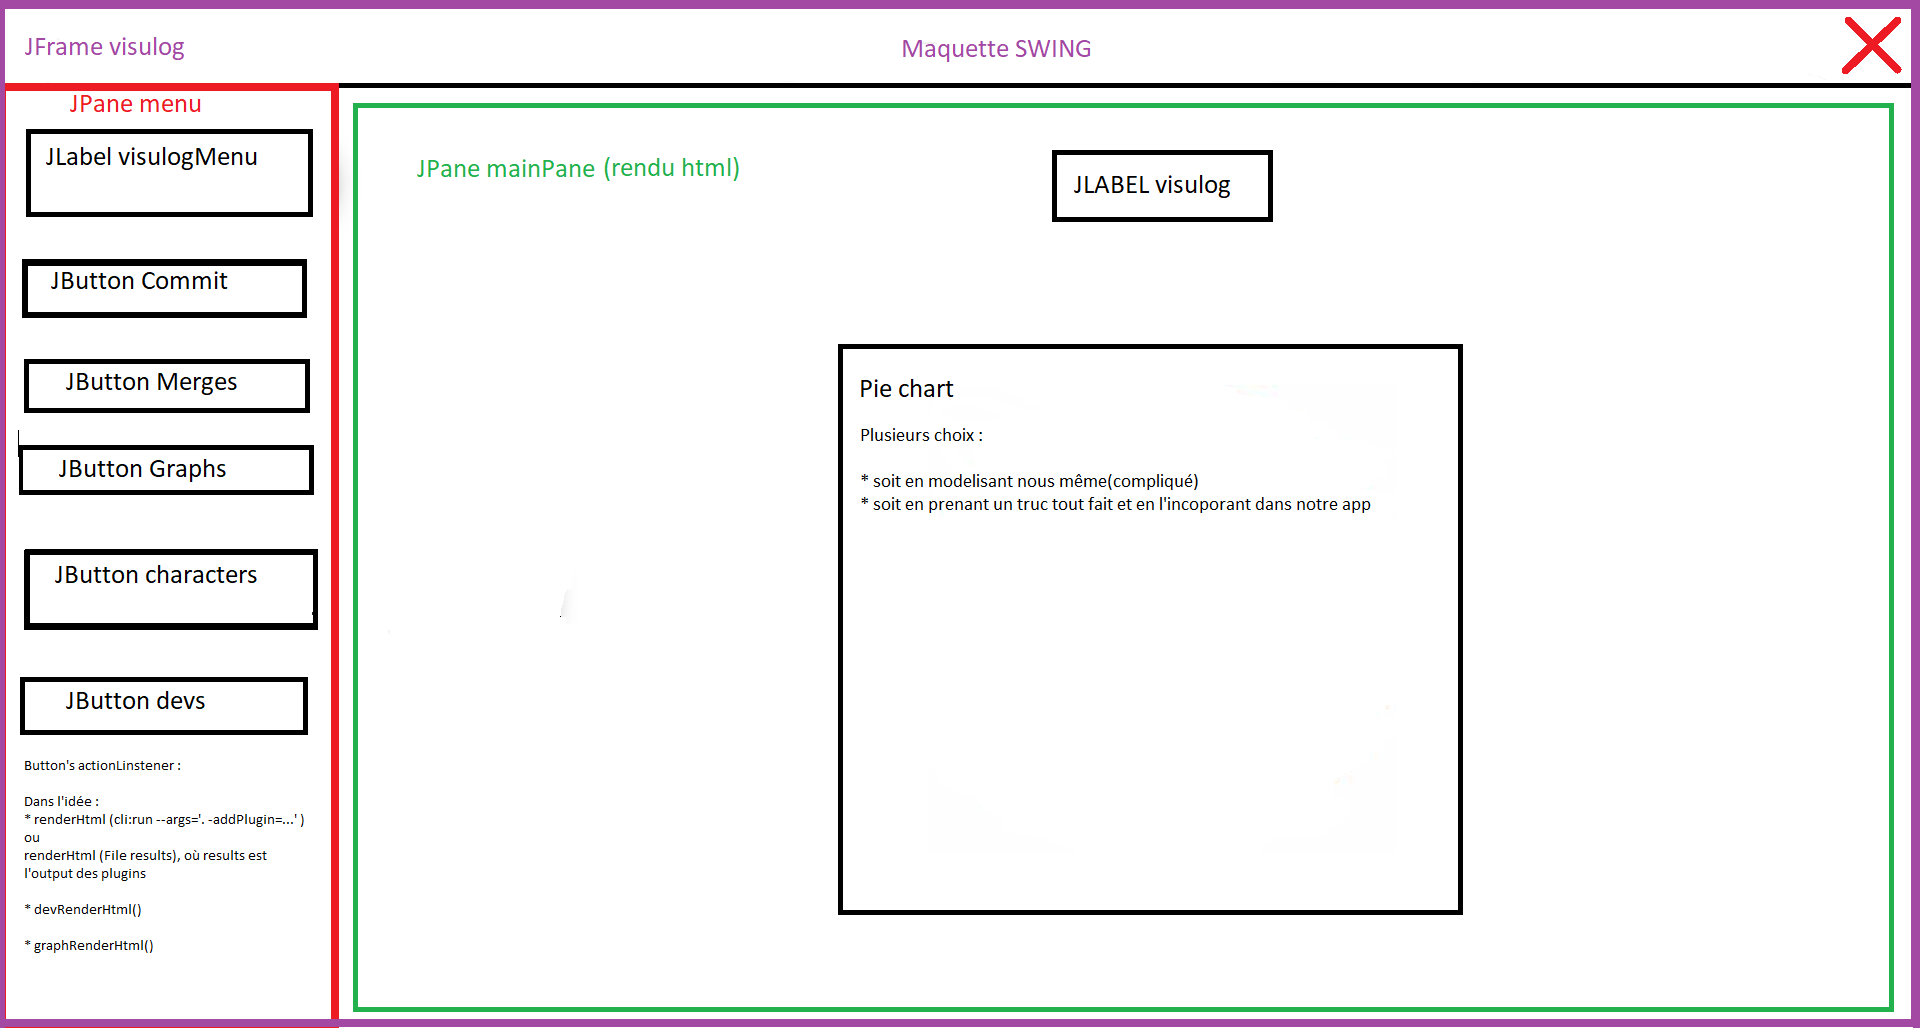 JFrame visulog
Maquette SWING
JPane menu
JLabel visulogMenu
JButton Commit
JButton Merges
JButton Graphs
JButton characters
JButton devs
Button's actionLinstener :
Dans l'idée :
* renderHtml (cli:run --args='. -addPlugin=...' )
ou
renderHtml (File results), où results est
l'output des plugins
* devRenderHtml()
* graphRenderHtml()
JPane mainPane (rendu html)
JLABEL visulog
Pie chart
Plusieurs choix :
* soit en modelisant nous même(compliqué)
* soit en prenant un truc tout fait et en l'incoporant dans notre app